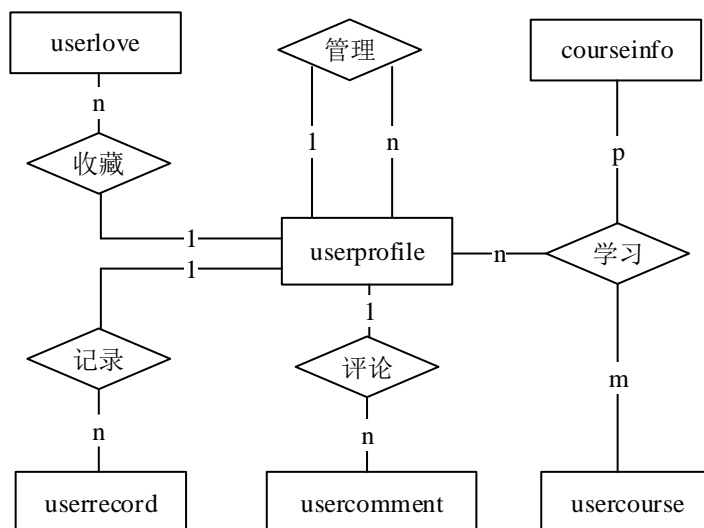 userlove
管理
courseinfo
n
1
n
p
收藏
1
userprofile
n
学习
1
1
记录
评论
m
n
n
userrecord
usercomment
usercourse